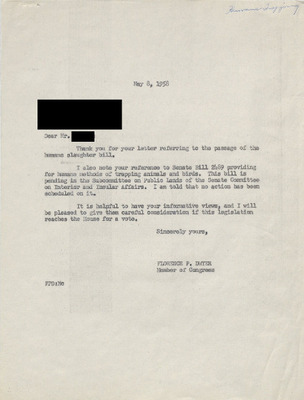 May 8, 1958
Dear Mr.
Thank you for your letter referring to the passage of the
humane slaughter bill.
I also note your reference to Senate Bill 2489 providing
for humane methods of trapping animals and birds. This bill is
pending in the Subcommittee on Public Lands of the Senate Committee
on Interior and Insular Affairs. I am told that no action has been
scheduled on it.
It is helpful to have your informative views, and I will
be pleased to give them careful consideration if this legislation
reaches the House for a vote.
Sincerely yours,
FLORENCE P. DWYER
Member of Congress
FPD:Mc